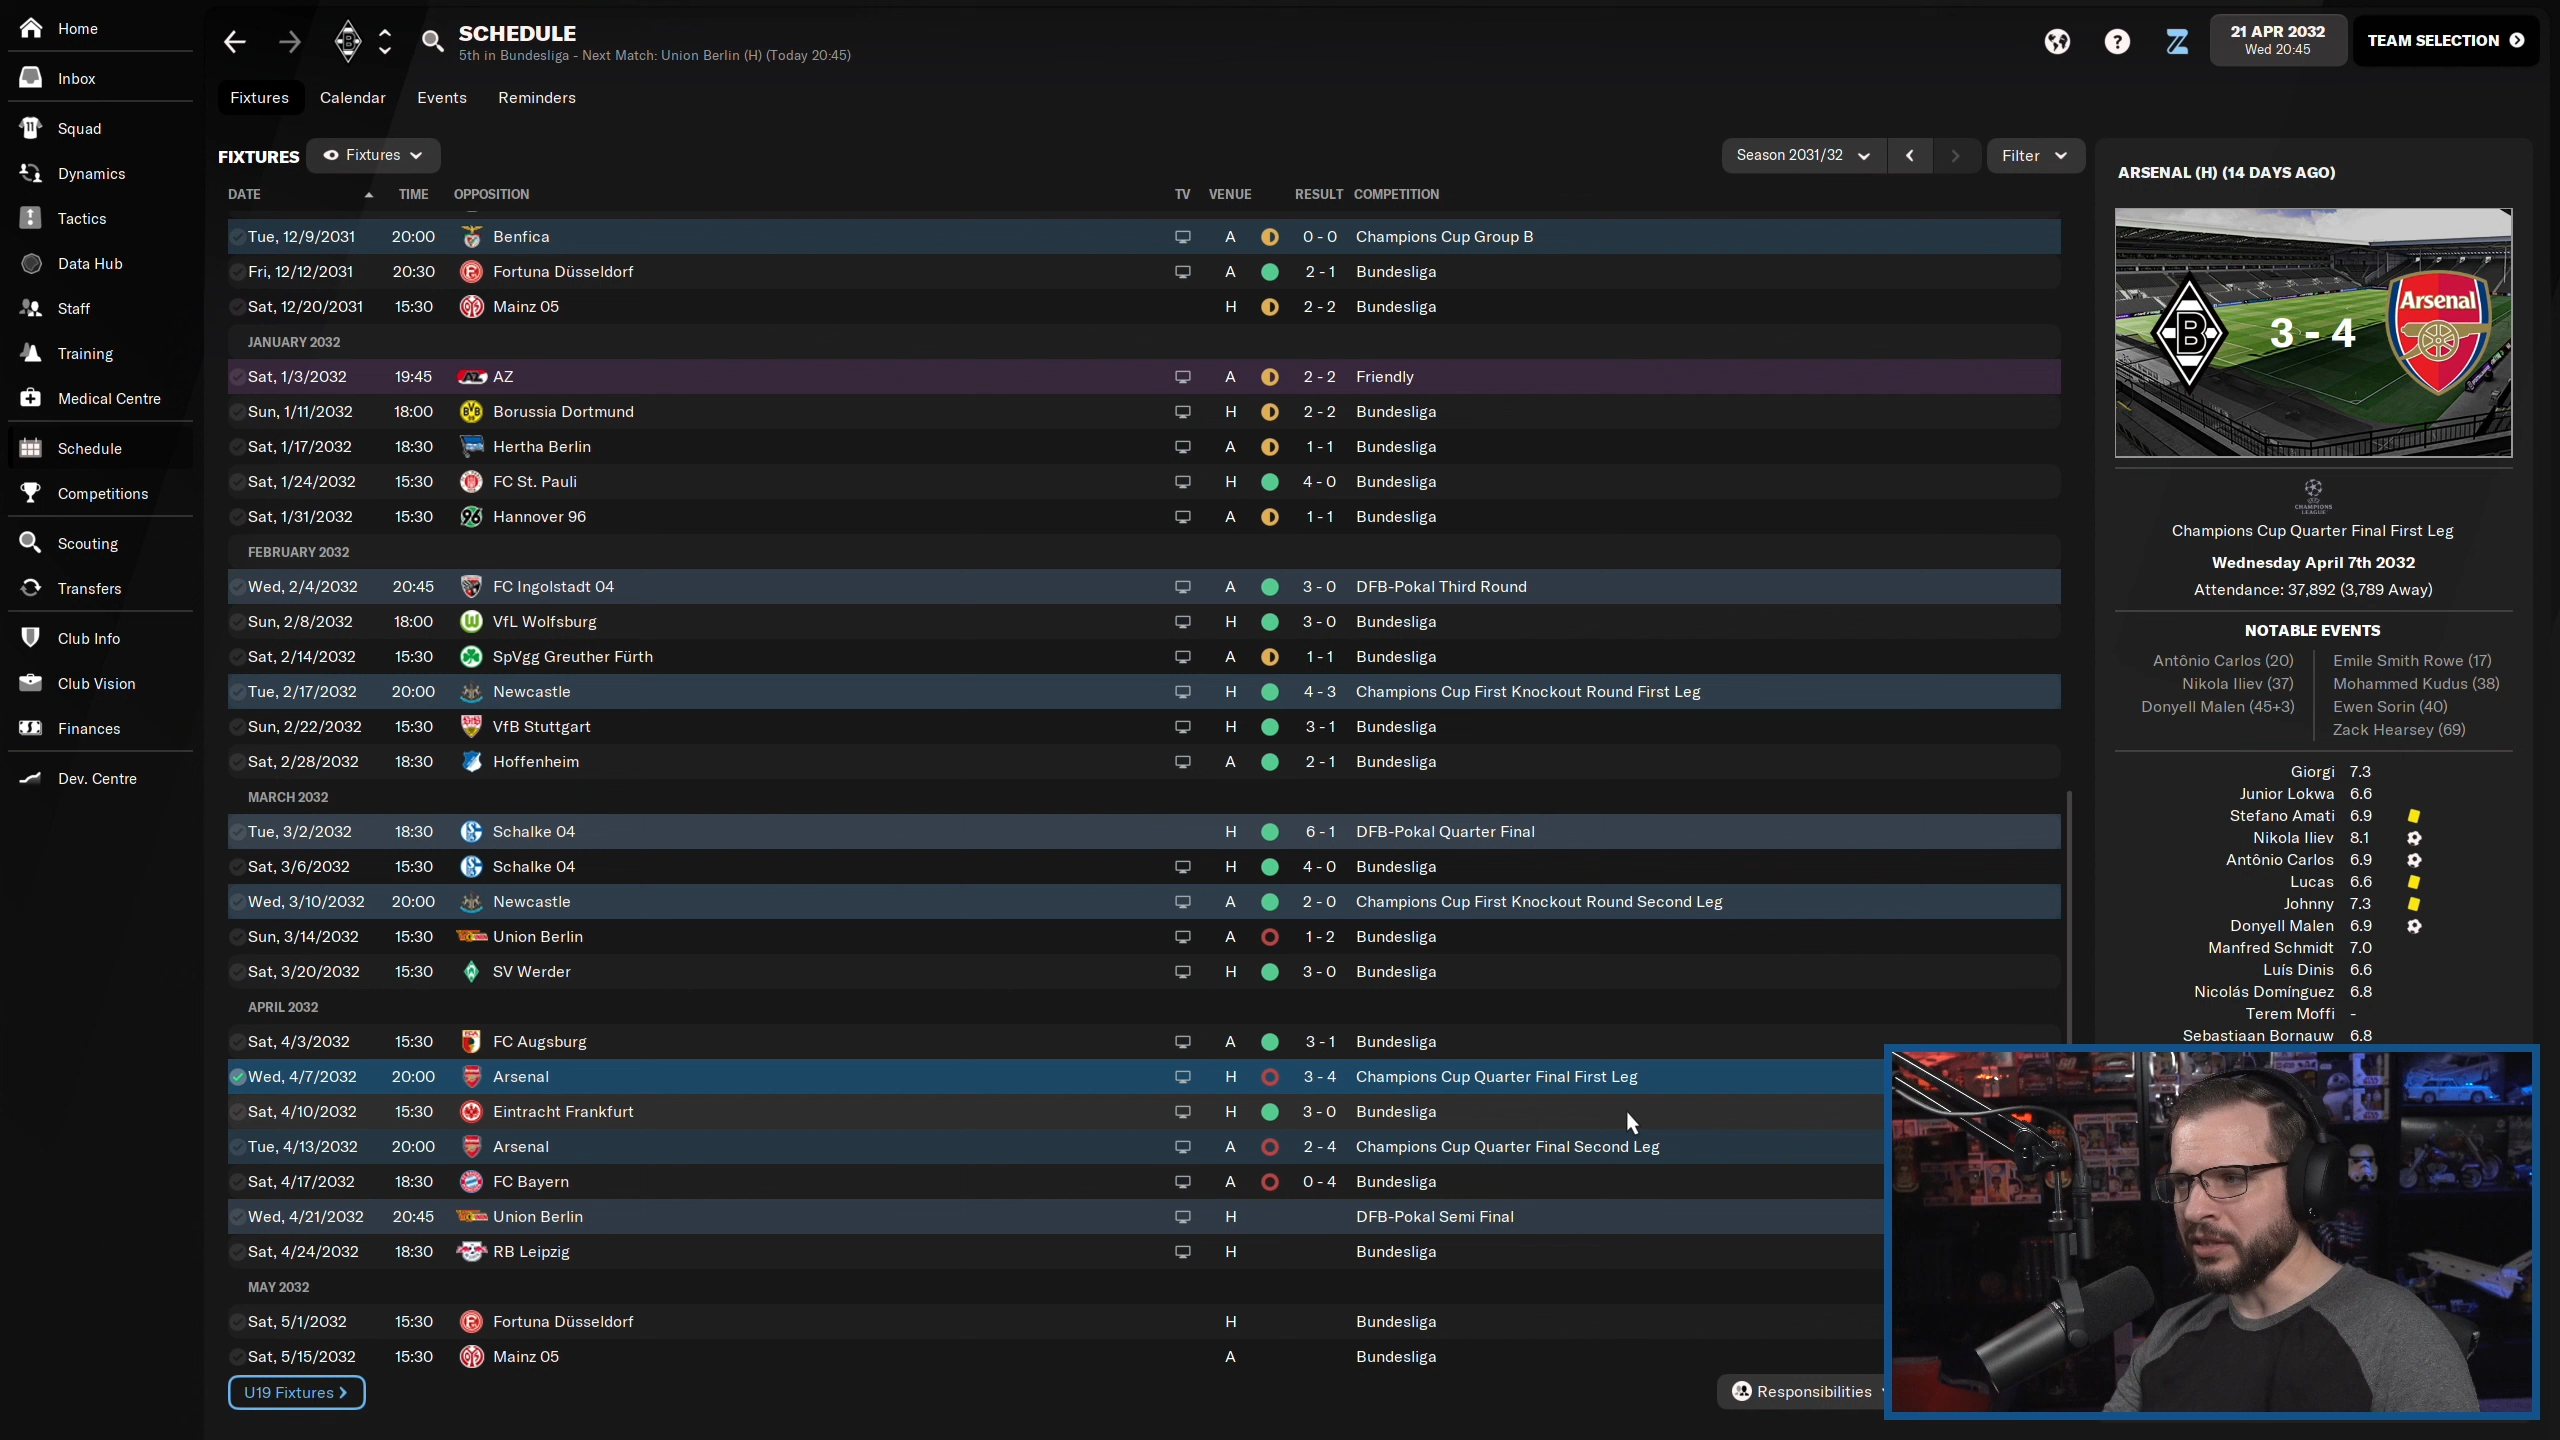 Home
Inbox
Squad
Dynamics
Tactics
Data Hub
Staff
Training
Medical Centre
Schedule
Competitions
Scouting
Transfers
Club Info
Club Vision
Finances
Dev. Centre
SCHEDULE
5th in Bundesliga - Next Match: Union Berlin (H) (Today 20:45)
21 APR 2032
Wed 20:45
TEAM SELECTION
Fixtures Calendar Events Reminders
FIXTURES Fixtures Season 2031/32 Filter
DATE TIME OPPOSITION TV VENUE RESULT COMPETITION
Tue, 12/9/2031 20:00 Benfica A 0 - 0 Champions Cup Group B
Fri, 12/12/2031 20:30 Fortuna Düsseldorf A 2 - 1 Bundesliga
Sat, 12/20/2031 15:30 Mainz 05 H 2 - 2 Bundesliga
JANUARY 2032
Sat, 1/3/2032 19:45 AZ A 2 - 2 Friendly
Sun, 1/11/2032 18:00 Borussia Dortmund H 2 - 2 Bundesliga
Sat, 1/17/2032 18:30 Hertha Berlin A 1 - 1 Bundesliga
Sat, 1/24/2032 15:30 FC St. Pauli H 4 - 0 Bundesliga
Sat, 1/31/2032 15:30 Hannover 96 A 1 - 1 Bundesliga
FEBRUARY 2032
Wed, 2/4/2032 20:45 FC Ingolstadt 04 A 3 - 0 DFB-Pokal Third Round
Sun, 2/8/2032 18:00 VfL Wolfsburg H 3 - 0 Bundesliga
Sat, 2/14/2032 15:30 SpVgg Greuther Fürth A 1 - 1 Bundesliga
Tue, 2/17/2032 20:00 Newcastle H 4 - 3 Champions Cup First Knockout Round First Leg
Sun, 2/22/2032 15:30 VfB Stuttgart H 3 - 1 Bundesliga
Sat, 2/28/2032 18:30 Hoffenheim A 2 - 1 Bundesliga
MARCH 2032
Tue, 3/2/2032 18:30 Schalke 04 H 6 - 1 DFB-Pokal Quarter Final
Sat, 3/6/2032 15:30 Schalke 04 H 4 - 0 Bundesliga
Wed, 3/10/2032 20:00 Newcastle A 2 - 0 Champions Cup First Knockout Round Second Leg
Sun, 3/14/2032 15:30 Union Berlin A 1 - 2 Bundesliga
Sat, 3/20/2032 15:30 SV Werder H 3 - 0 Bundesliga
APRIL 2032
Sat, 4/3/2032 15:30 FC Augsburg A 3 - 1 Bundesliga
Wed, 4/7/2032 20:00 Arsenal H 3 - 4 Champions Cup Quarter Final First Leg
Sat, 4/10/2032 15:30 Eintracht Frankfurt H 3 - 0 Bundesliga
Tue, 4/13/2032 20:00 Arsenal A 2 - 4 Champions Cup Quarter Final Second Leg
Sat, 4/17/2032 18:30 FC Bayern A 0 - 4 Bundesliga
Wed, 4/21/2032 20:45 Union Berlin H DFB-Pokal Semi Final
Sat, 4/24/2032 18:30 RB Leipzig H Bundesliga
MAY 2032
Sat, 5/1/2032 15:30 Fortuna Düsseldorf H Bundesliga
Sat, 5/15/2032 15:30 Mainz 05 A Bundesliga
U19 Fixtures
Responsibilities
ARSENAL (H) (14 DAYS AGO)
B 3 - 4 Arsenal
CHAMPIONS
LEAGUE
Champions Cup Quarter Final First Leg
Wednesday April 7th 2032
Attendance: 37,892 (3,789 Away)
NOTABLE EVENTS
Antônio Carlos (20) Emile Smith Rowe (17)
Nikola Iliev (37) Mohammed Kudus (38)
Donyell Malen (45+3) Ewen Sorin (40)
Zack Hearsey (69)
Giorgi 7.3
Junior Lokwa 6.6
Stefano Amati 6.9
Nikola Iliev 8.1
Antônio Carlos 6.9
Lucas 6.6
Johnny 7.3
Donyell Malen 6.9
Manfred Schmidt 7.0
Luís Dinis 6.6
Nicolás Domínguez 6.8
Terem Moffi -
Sebastiaan Bornauw 6.8